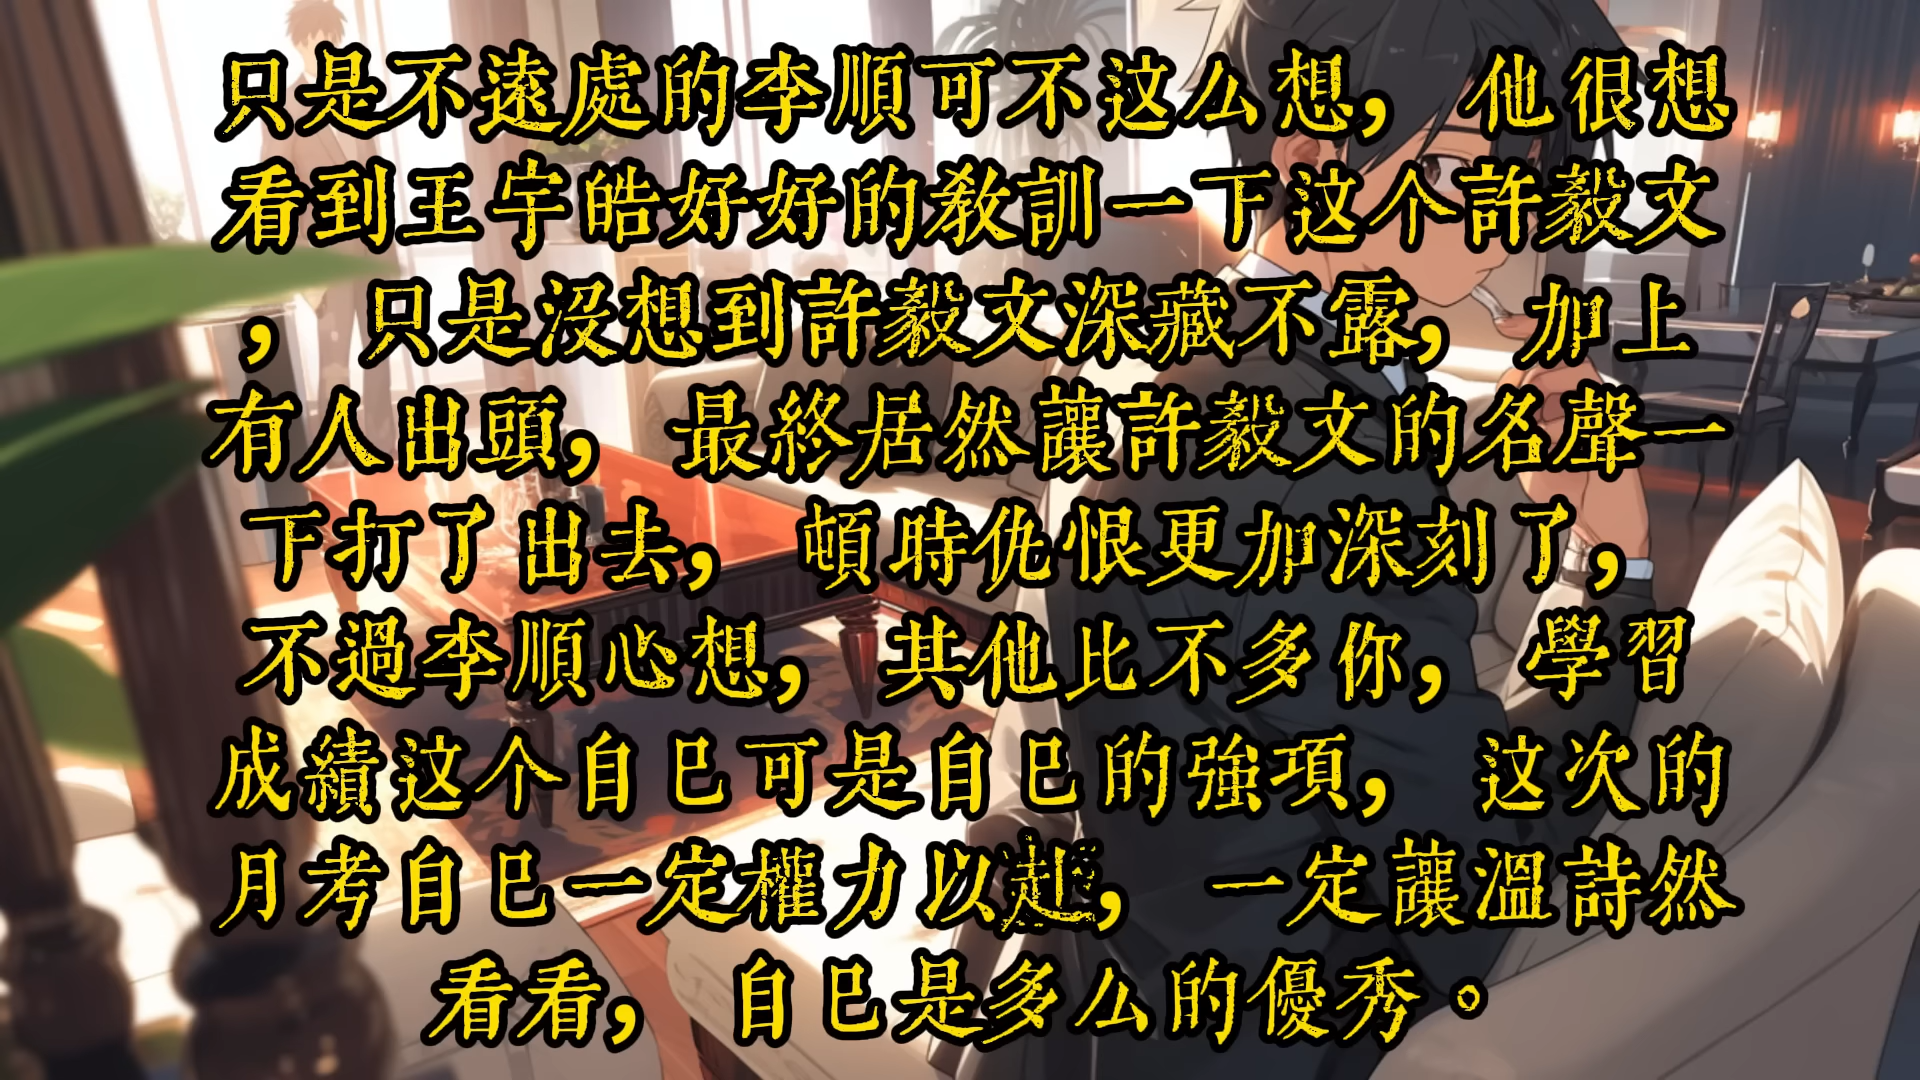 只是不遠處的李順可不这么想，他很想
看到王宇皓好好的教訓一下这个許毅文
，只是沒想到許毅文深藏不露，加上
有人出頭，最終居然讓許毅文的名聲一
下打了出去，頓時仇恨更加深刻了，
不過李順心想，其他比不多你，學習
成績这个自已可是自已的強項，这次的
月考自已一定權力以赴，一定讓溫詩然
看看，自已是多么的優秀。